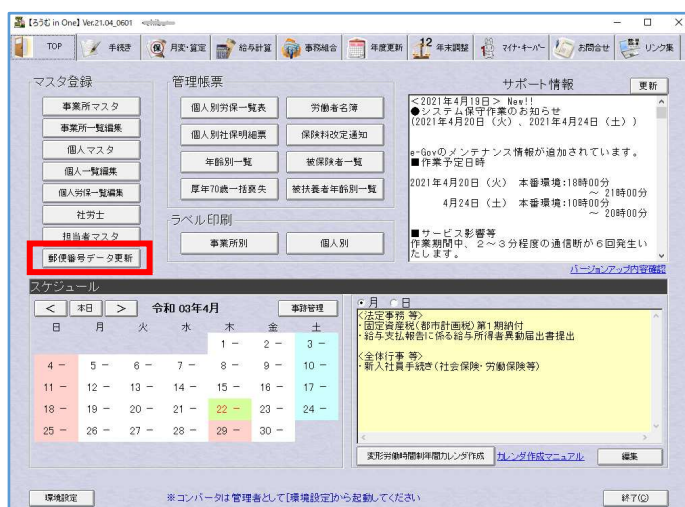 【ろうむ in One】 Ver.21.04_0601
TOP 手続き 月変・算定 給与計算 事務組合 年度更新 12 年末調整 マイナ・キーパー お問合せ リンク集
マスタ登録
事業所マスタ
事業所一覧編集
個人マスタ
個人一覧編集
個人労保一覧編集
社労士
担当者マスタ
郵便番号データ更新
管理帳票
個人別労保一覧表 労働者名簿
個人別社保明細票 保険料改定通知
年齢別一覧 被保険者一覧
厚年70歳一括喪失 被扶養者年齢別一覧
ラベル印刷
事業所別 個人別
サポート情報 更新
<2021年4月19日> New!!
●システム保守作業のお知らせ
(2021年4月20日（火）、2021年4月24日（土）)
e-Govのメンテナンス情報が追加されています。
■作業予定日時
2021年4月20日（火） 本番環境:18時00分
～ 21時00分
4月24日（土） 本番環境:10時00分
～ 20時00分
■サービス影響等
作業期間中、２～３分程度の通信断が６回発生い
たします。
バージョンアップ内容確認
スケジュール
< 本日 > 令和 03年4月 事跡管理
日 月 火 水 木 金 土
1 − 2 − 3 −
4 − 5 − 6 − 7 − 8 − 9 − 10 −
11 − 12 − 13 − 14 − 15 − 16 − 17 −
18 − 19 − 20 − 21 − 22 − 23 − 24 −
25 − 26 − 27 − 28 − 29 − 30 −
月 日
<法定事務 等>
・固定資産税(都市計画税)第1期納付
・給与支払報告に係る給与所得者異動届出書提出
<全体行事 等>
・新入社員手続き(社会保険・労働保険等)
変形労働時間制年間カレンダ作成 カレンダ作成マニュアル 編集
環境設定 ※コンバータは管理者として[環境設定]から起動してください 終了(Q)